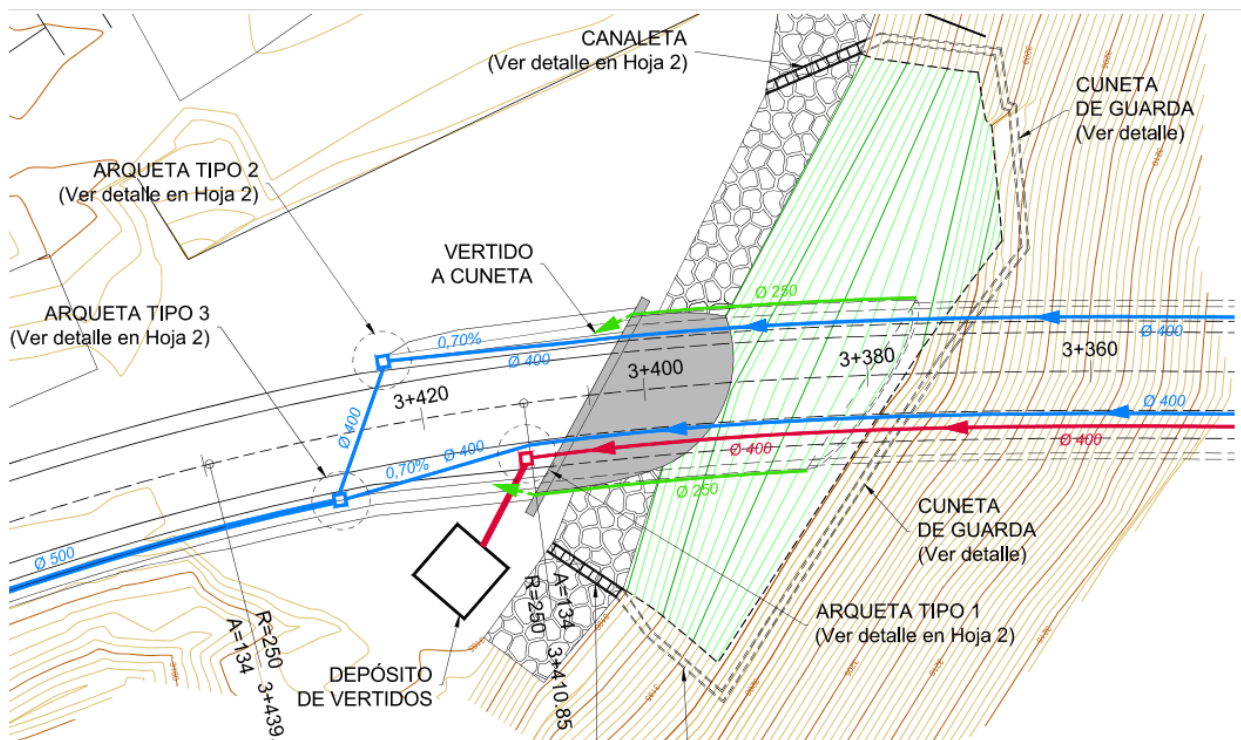 CANALETA
(Ver detalle en Hoja 2)
CUNETA
DE GUARDA
(Ver detalle)
ARQUETA TIPO 2
(Ver detalle en Hoja 2)
VERTIDO
A CUNETA
ARQUETA TIPO 3
(Ver detalle en Hoja 2)
Ø 250
0,70%
Ø 400
Ø 400
3+420
3+400
3+380
3+360
Ø 400
Ø 400
0,70%
Ø 400
Ø 400
Ø 400
Ø 250
Ø 500
CUNETA
DE GUARDA
(Ver detalle)
ARQUETA TIPO 1
(Ver detalle en Hoja 2)
DEPÓSITO
DE VERTIDOS
A=134
R=250
3+410.85
R=250
A=134
3+439.